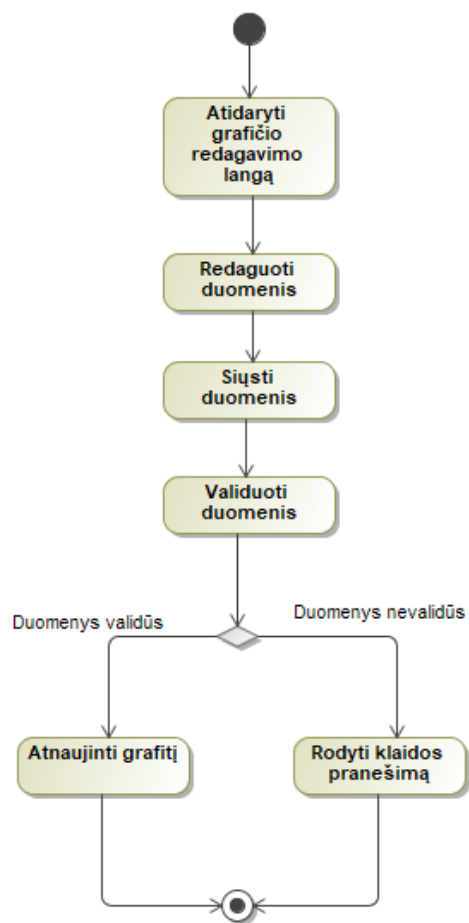 Atidaryti
grafičio
redagavimo
langą
Redaguoti
duomenis
Siųsti
duomenis
Validuoti
duomenis
Duomenys validūs
Duomenys nevalidūs
Atnaujinti grafitį
Rodyti klaidos
pranešimą